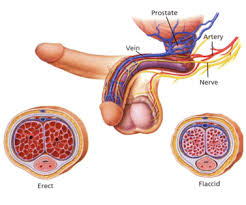 Prostate
Artery
Vein
Nerve
Erect
Flaccid